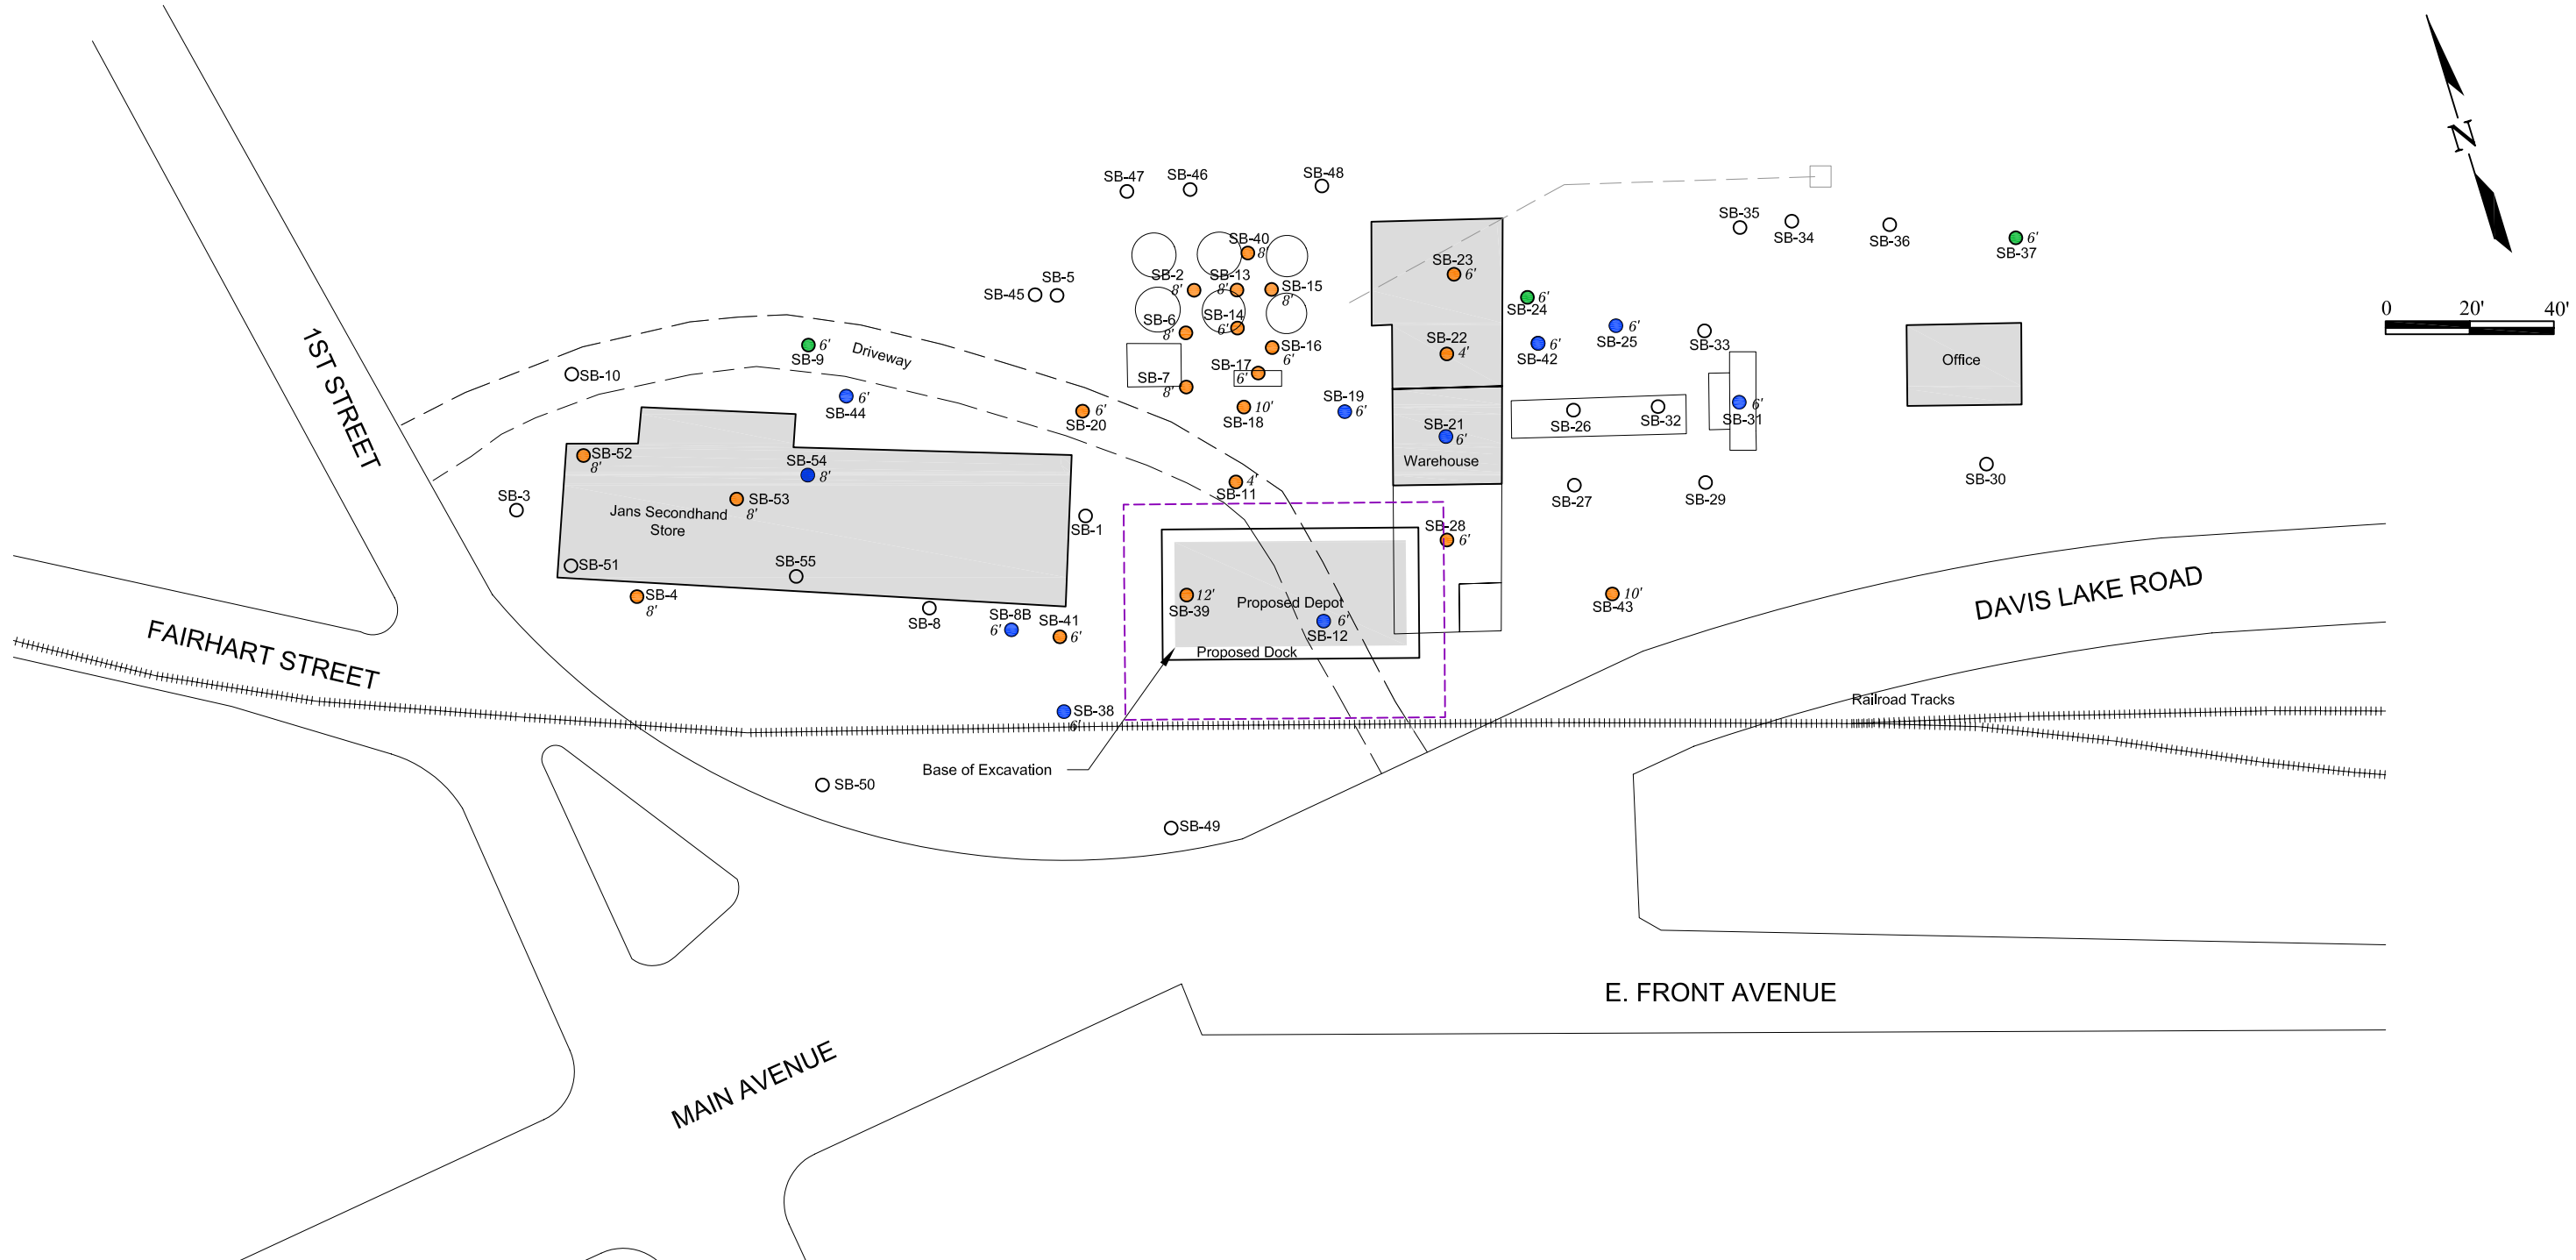 SB-47
SB-46
SB-48
N
SB-35
SB-34
SB-36
6'
SB-37
SB-40
8'
SB-23
6'
SB-5
SB-45
SB-2
8'
SB-13
8'
SB-15
8'
6'
SB-24
0 20' 40'
SB-6
8'
SB-14
6'
6'
SB-25
SB-33
6'
SB-9
Driveway
SB-16
6'
SB-22
4'
6'
SB-42
Office
1ST STREET
SB-10
SB-7
8'
SB-17
6'
6'
SB-44
6'
SB-20
10'
SB-18
SB-19
6'
SB-21
6'
Warehouse
SB-26
SB-32
6'
SB-31
SB-52
8'
SB-54
8'
SB-53
8'
SB-3
Jans Secondhand
Store
4'
SB-11
SB-27
SB-29
SB-30
SB-1
SB-28
6'
SB-51
SB-55
SB-4
8'
SB-8
SB-8B
6'
SB-41
6'
12'
SB-39
Proposed Depot
6'
SB-12
Proposed Dock
10'
SB-43
DAVIS LAKE ROAD
FAIRHART STREET
SB-38
6'
Railroad Tracks
Base of Excavation
SB-50
SB-49
E. FRONT AVENUE
MAIN AVENUE